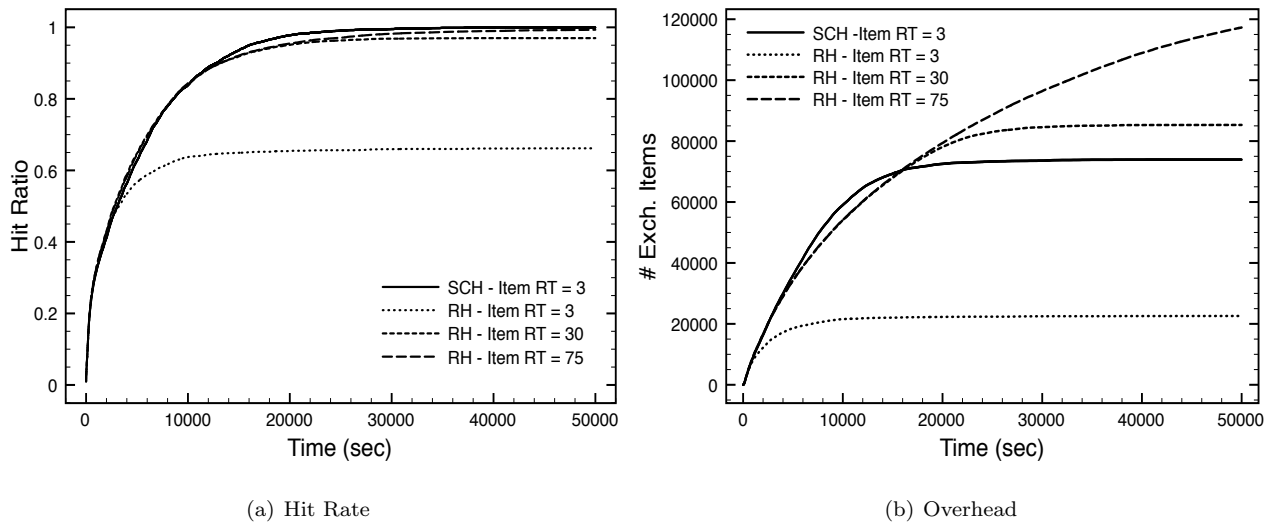 1
0.8
0.6
0.4
0.2
0
Hit Ratio
SCH - Item RT = 3
RH - Item RT = 3
RH - Item RT = 30
RH - Item RT = 75
0 10000 20000 30000 40000 50000
Time (sec)
(a) Hit Rate
120000
100000
80000
60000
40000
20000
0
# Exch. Items
SCH -Item RT = 3
RH - Item RT = 3
RH - Item RT = 30
RH - Item RT = 75
0 10000 20000 30000 40000 50000
Time (sec)
(b) Overhead